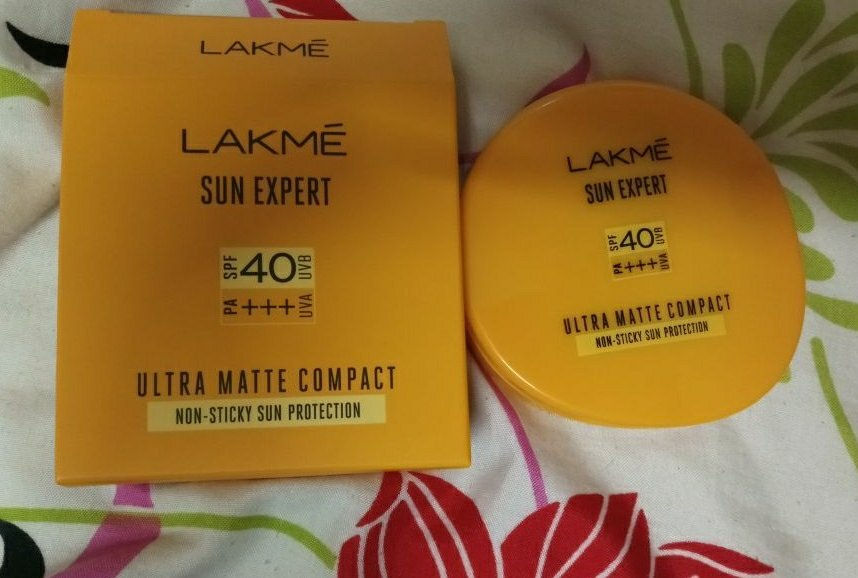 LAKMÉ
LAKMÉ
SUN EXPERT
SPF 40 UVB
PA +++ UVA
ULTRA MATTE COMPACT
NON-STICKY SUN PROTECTION
LAKMÉ
SUN EXPERT
SPF 40 UVB
PA +++ UVA
ULTRA MATTE COMPACT
NON-STICKY SUN PROTECTION